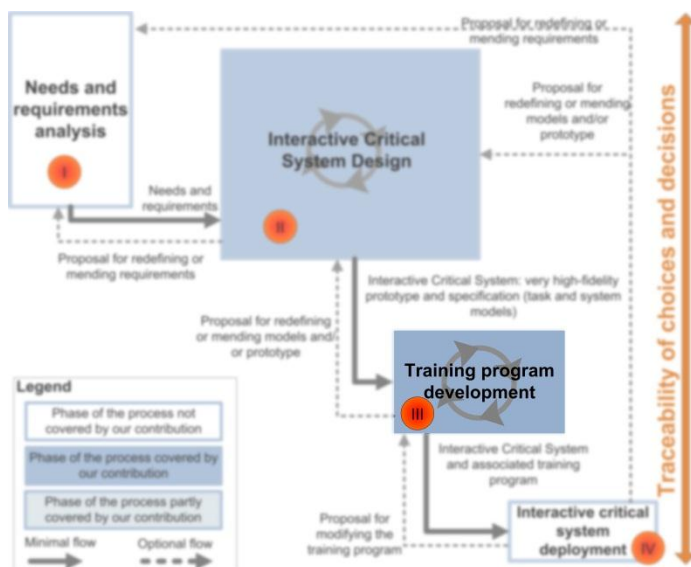 Proposal for redefining or
mending requirements
Needs and
requirements
analysis
I
Interactive Critical
System Design
II
Proposal for
redefining or mending
models and/or
prototype
Needs and
requirements
Proposal for redefining or
mending requirements
Interactive Critical System: very high-fidelity
prototype and specification (task and system
models)
Proposal for redefining
or mending models and/
or prototype
Training program
development
III
Legend
Phase of the process not
covered by our contribution
Phase of the process covered by
our contribution
Phase of the process partly
covered by our contribution
Minimal flow
Optional flow
Interactive Critical System
and associated training
program
Proposal for
modifying the
training program
Interactive critical
system
deployment
IV
Traceability of choices and decisions